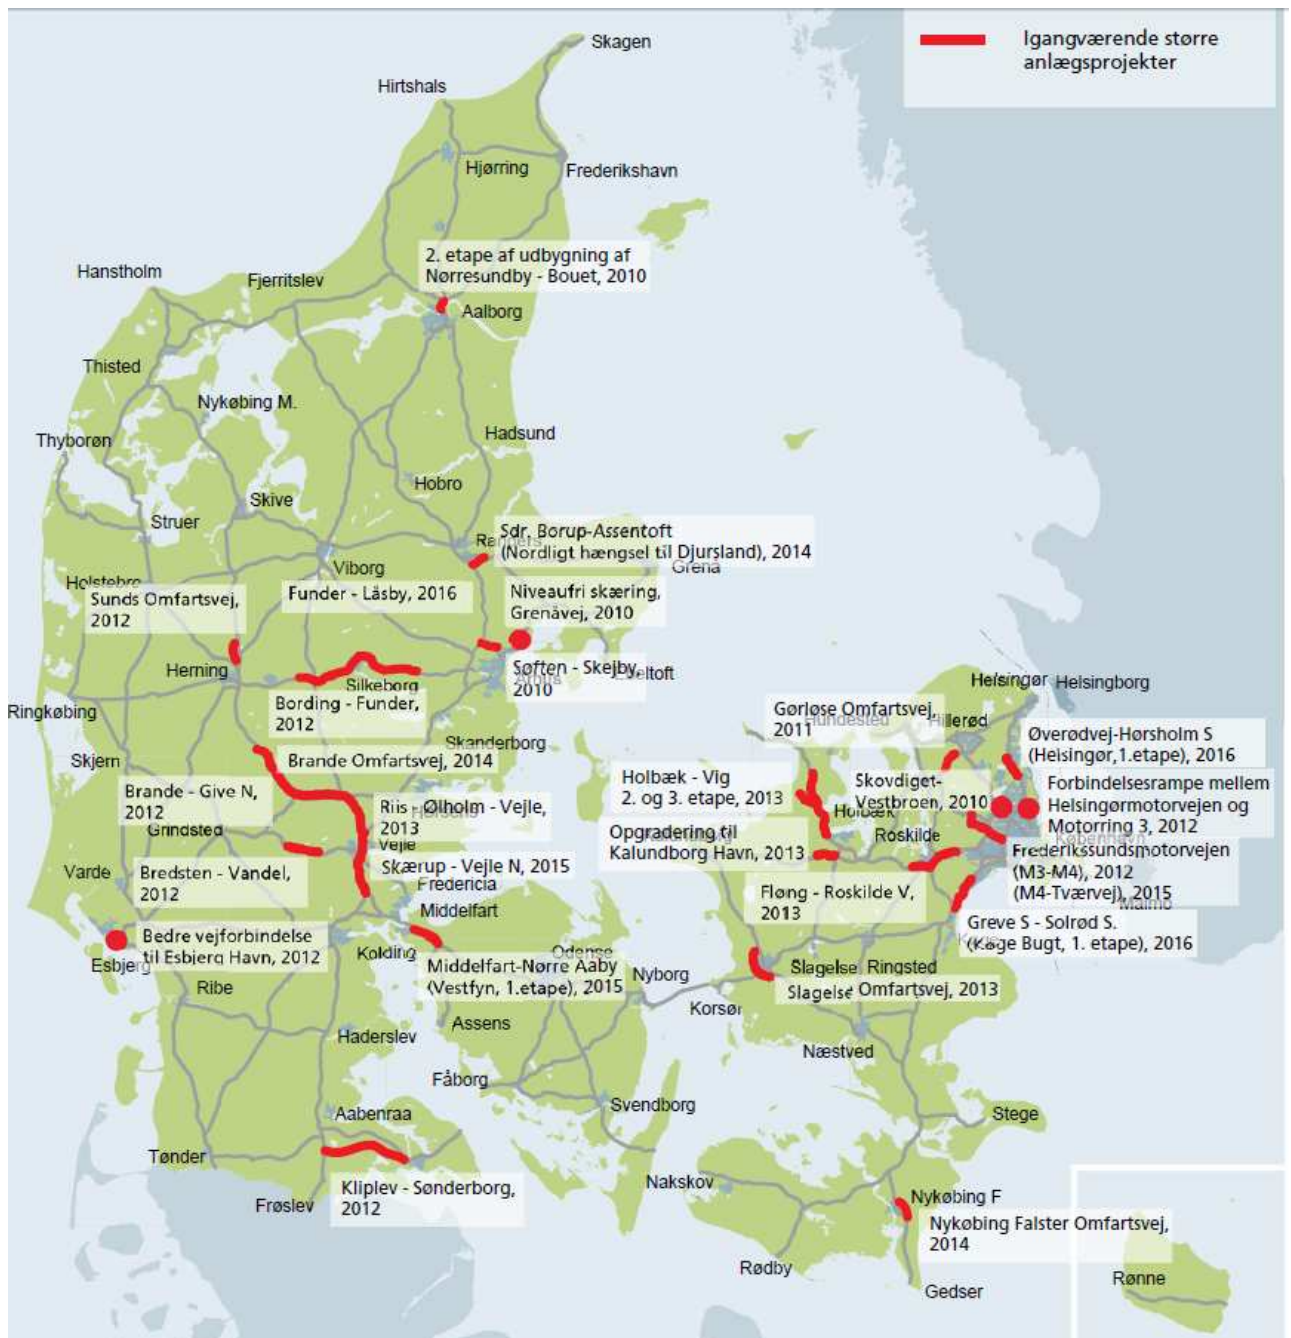 Igangværende større
anlægsprojekter
Skagen
Hirtshals
Hjørring
Frederikshavn
2. etape af udbygning af
Nørresundby - Bouet, 2010
Hanstholm
Fjerritslev
Aalborg
Thisted
Nykøbing M.
Thyborøn
Hadsund
Hobro
Skive
Struer
Sdr. Borup-Assentoft
(Nordligt hængsel til Djursland), 2014
Randers
Grenå
Viborg
Holstebro
Sunds Omfartsvej,
2012
Funder - Låsby, 2016
Niveaufri skæring,
Grenåvej, 2010
Herning
Silkeborg
Søften - Skejby,
2010
Århus
Ebeltoft
Bording - Funder,
2012
Ringkøbing
Skanderborg
Skjern
Brande Omfartsvej, 2014
Brande - Give N,
2012
Riis - Ølholm - Vejle,
2013
Horsens
Grindsted
Vejle
Skærup - Vejle N, 2015
Varde
Bredsten - Vandel,
2012
Fredericia
Middelfart
Bedre vejforbindelse
til Esbjerg Havn, 2012
Esbjerg
Kolding
Odense
Middelfart-Nørre Aaby
(Vestfyn, 1.etape), 2015
Nyborg
Ribe
Assens
Haderslev
Fåborg
Svendborg
Aabenraa
Tønder
Kliplev - Sønderborg,
2012
Frøslev
Helsingør
Helsingborg
Gørløse Omfartsvej,
2011
Hundested
Hillerød
Øverødvej-Hørsholm S
(Helsingør,1.etape), 2016
Holbæk - Vig
2. og 3. etape, 2013
Skovdiget-
Vestbroen, 2010
Forbindelsesrampe mellem
Helsingørmotorvejen og
Motorring 3, 2012
Holbæk
Roskilde
København
Opgradering til
Kalundborg Havn, 2013
Frederikssundsmotorvejen
(M3-M4), 2012
(M4-Tværvej), 2015
Fløng - Roskilde V,
2013
Malmö
Greve S - Solrød S.
(Køge Bugt, 1. etape), 2016
Køge
Slagelse
Ringsted
Slagelse Omfartsvej, 2013
Korsør
Næstved
Stege
Nakskov
Nykøbing F
Nykøbing Falster Omfartsvej,
2014
Rødby
Gedser
Rønne